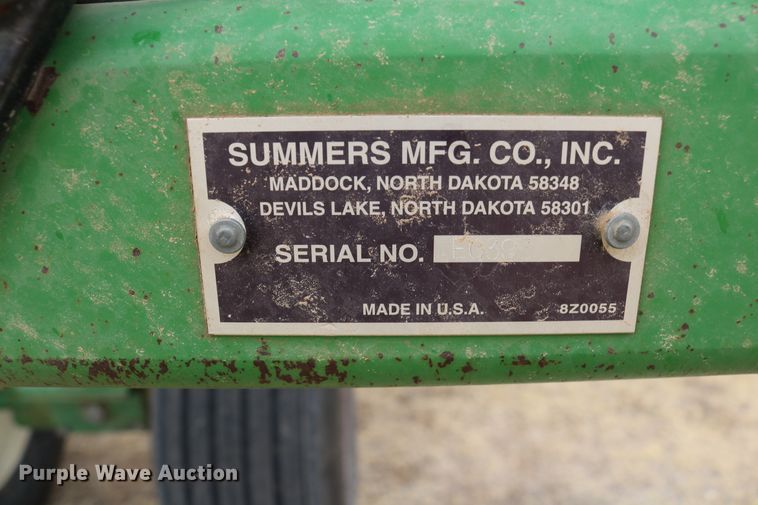 SUMMERS MFG. CO., INC.
MADDOCK, NORTH DAKOTA 58348
DEVILS LAKE, NORTH DAKOTA 58301
SERIAL NO.
MADE IN U.S.A.
8Z0055
Purple Wave Auction